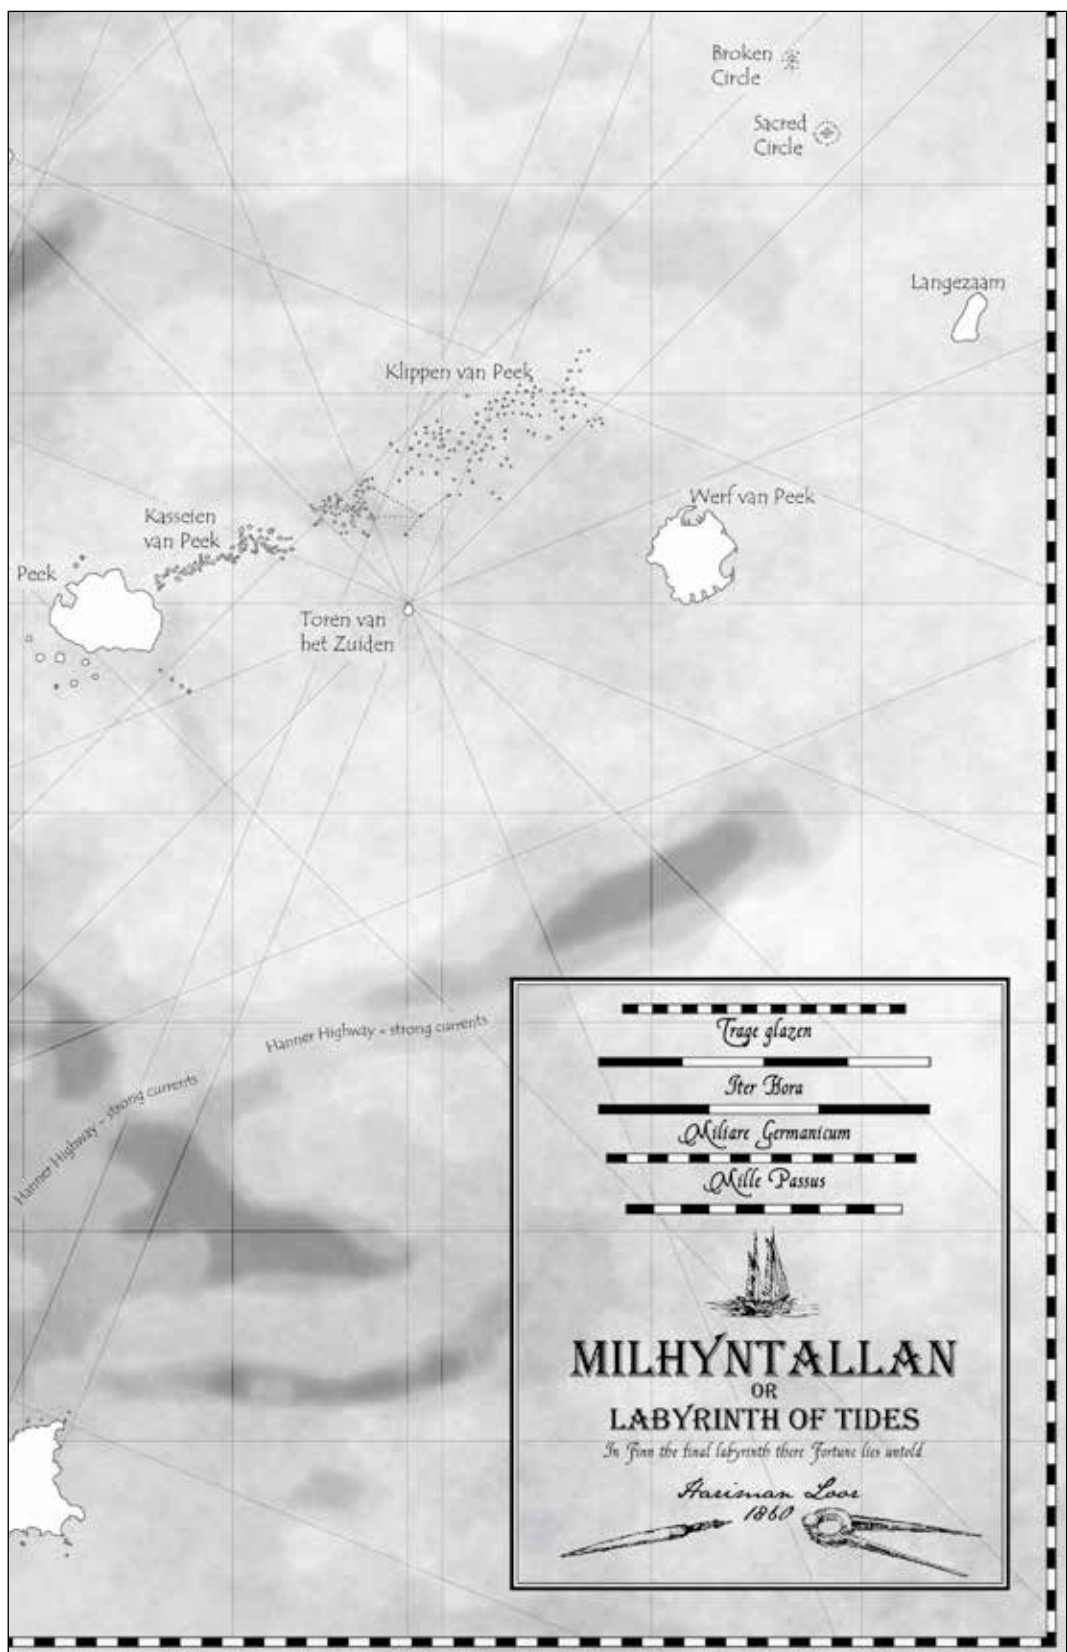 Broken
Circle
Sacred
Circle
Langezaam
Klippen van Peek
Werf van Peek
Kasseien
van Peek
Peek
Toren van
het Zuiden
Hanner Highway - strong currents
Hanner Highway - strong currents
Trage glazen
Iter Hora
Miliare Germanicum
Mille Passus
MILHYNTALLAN
OR
LABYRINTH OF TIDES
In Finn the final labyrinth there Fortune lies untold
Hariman Loor
1860